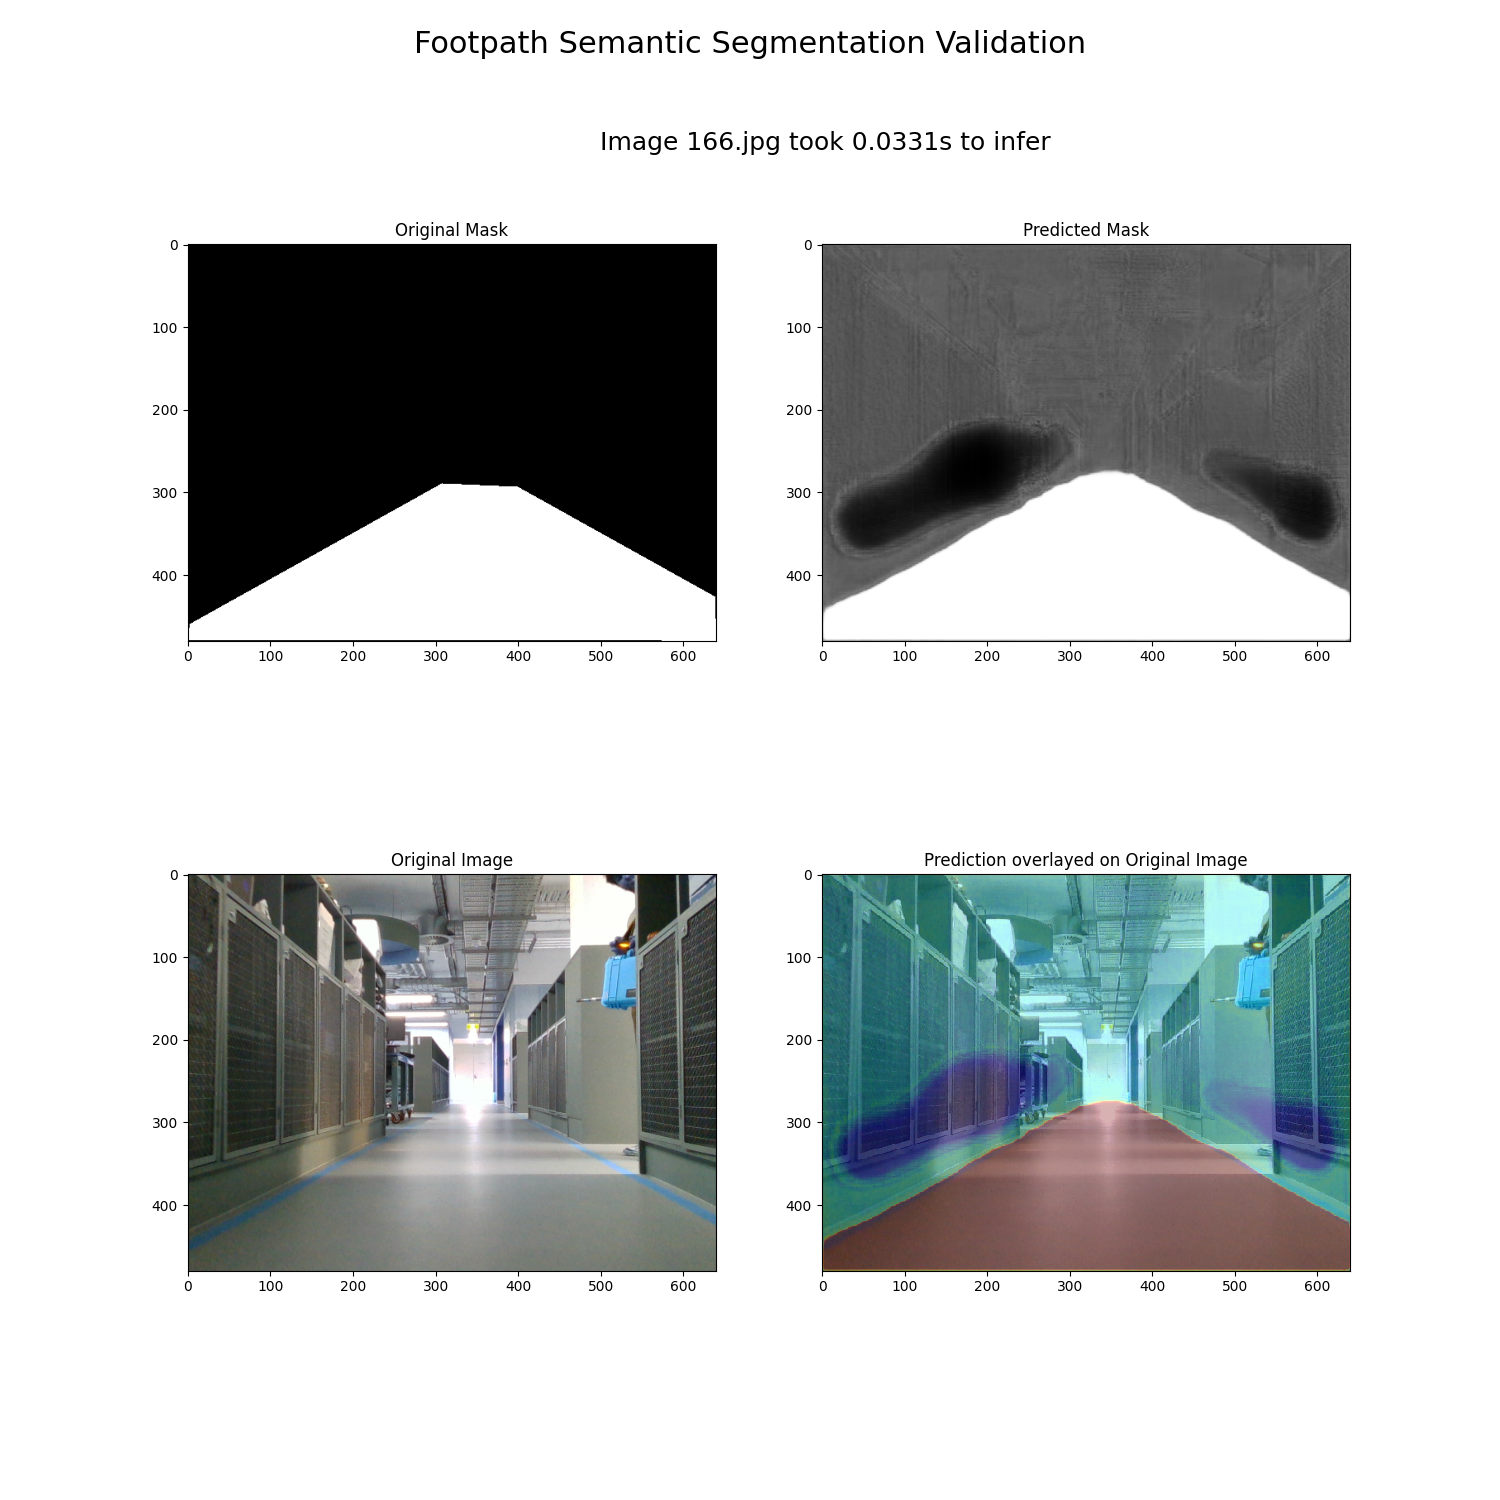 Footpath Semantic Segmentation Validation
Image 166.jpg took 0.0331s to infer
Original Mask
0
100
200
300
400
0 100 200 300 400 500 600
Predicted Mask
0
100
200
300
400
0 100 200 300 400 500 600
Original Image
0
100
200
300
400
0 100 200 300 400 500 600
Prediction overlayed on Original Image
0
100
200
300
400
0 100 200 300 400 500 600